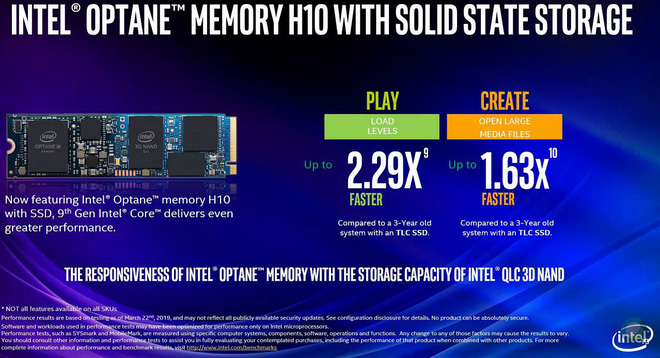 INTEL® OPTANE™ MEMORY H10 WITH SOLID STATE STORAGE
PLAY
LOAD
LEVELS
Up to 2.29X⁹
FASTER
Compared to a 3-Year old
system with an TLC SSD.
CREATE
OPEN LARGE
MEDIA FILES
Up to 1.63X¹⁰
FASTER
Compared to a 3-Year old
system with an TLC SSD.
intel
OPTANE
intel
3D NAND
Now featuring Intel® Optane™ memory H10
with SSD, 9th Gen Intel® Core™ delivers even
greater performance.
THE RESPONSIVENESS OF INTEL® OPTANE™ MEMORY WITH THE STORAGE CAPACITY OF INTEL® QLC 3D NAND
* NOT all features available on all SKUs
Performance results are based on testing as of March 22nd, 2019, and may not reflect all publicly available security updates. See configuration disclosure for details. No product can be absolutely secure.
Software and workloads used in performance tests may have been optimized for performance only on Intel microprocessors.
Performance tests, such as SYSmark and MobileMark, are measured using specific computer systems, components, software, operations and functions. Any change to any of those factors may cause the results to vary.
You should consult other information and performance tests to assist you in fully evaluating your contemplated purchases, including the performance of that product when combined with other products. For more
complete information about performance and benchmark results, visit http://www.intel.com/benchmarks
intel